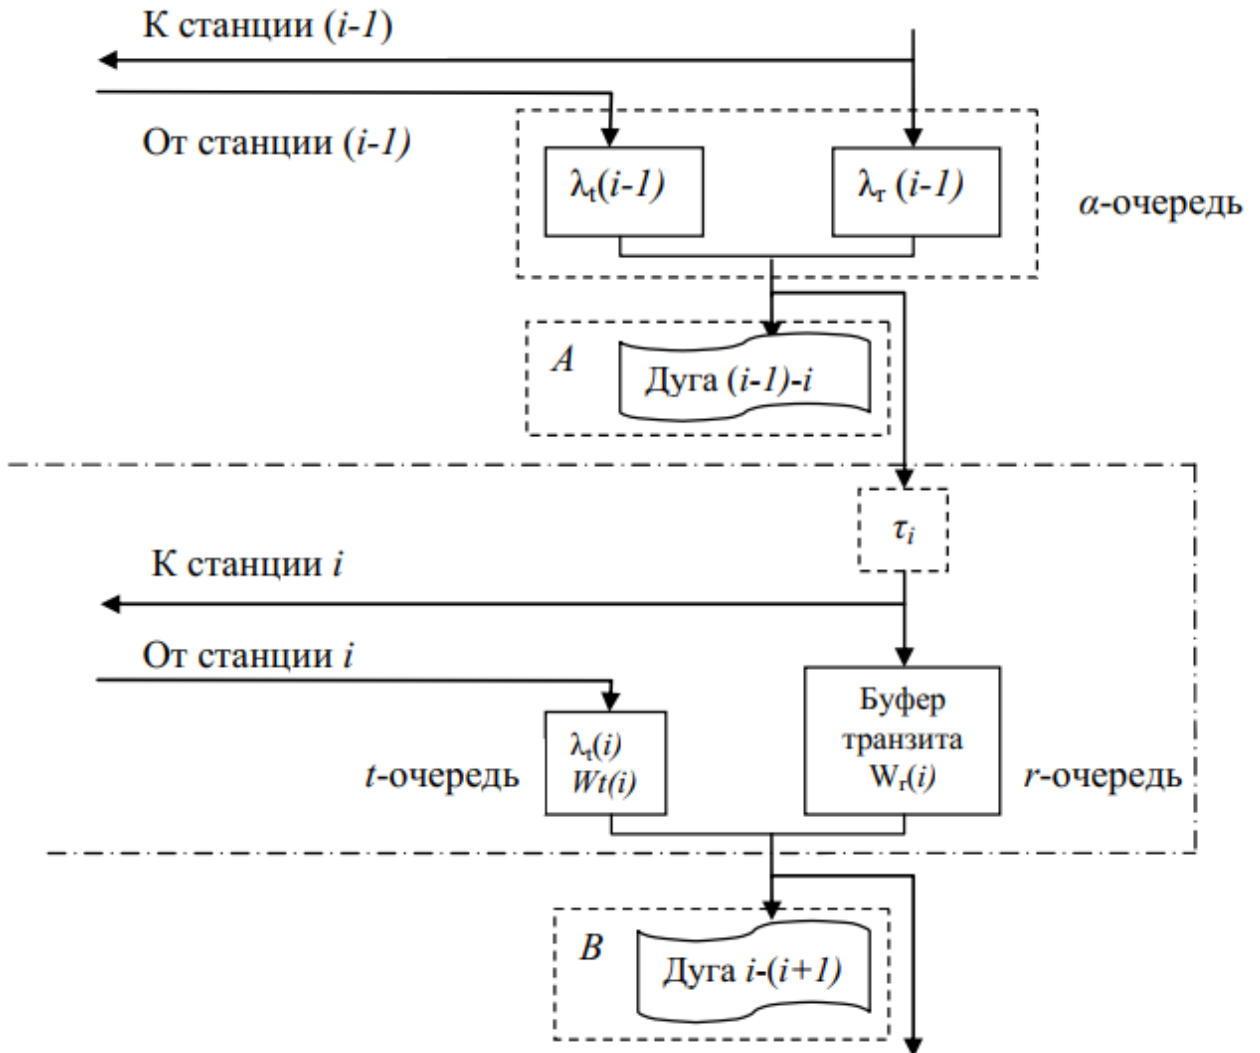 К станции (i-1)
От станции (i-1)
λt(i-1)
λr (i-1)
α-очередь
A
Дуга (i-1)-i
τi
К станции i
От станции i
t-очередь
λt(i)
Wt(i)
Буфер
транзита
Wr(i)
r-очередь
B
Дуга i-(i+1)